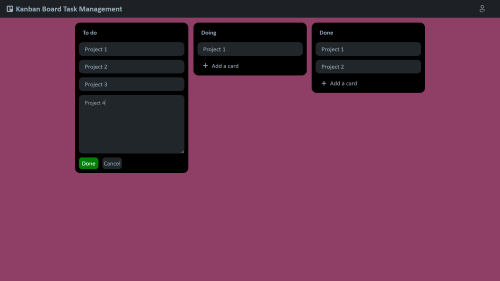 Kanban Board Task Management
To do
Project 1
Project 2
Project 3
Project 4
Done
Cancel
Doing
Project 1
Add a card
Done
Project 1
Project 2
Add a card